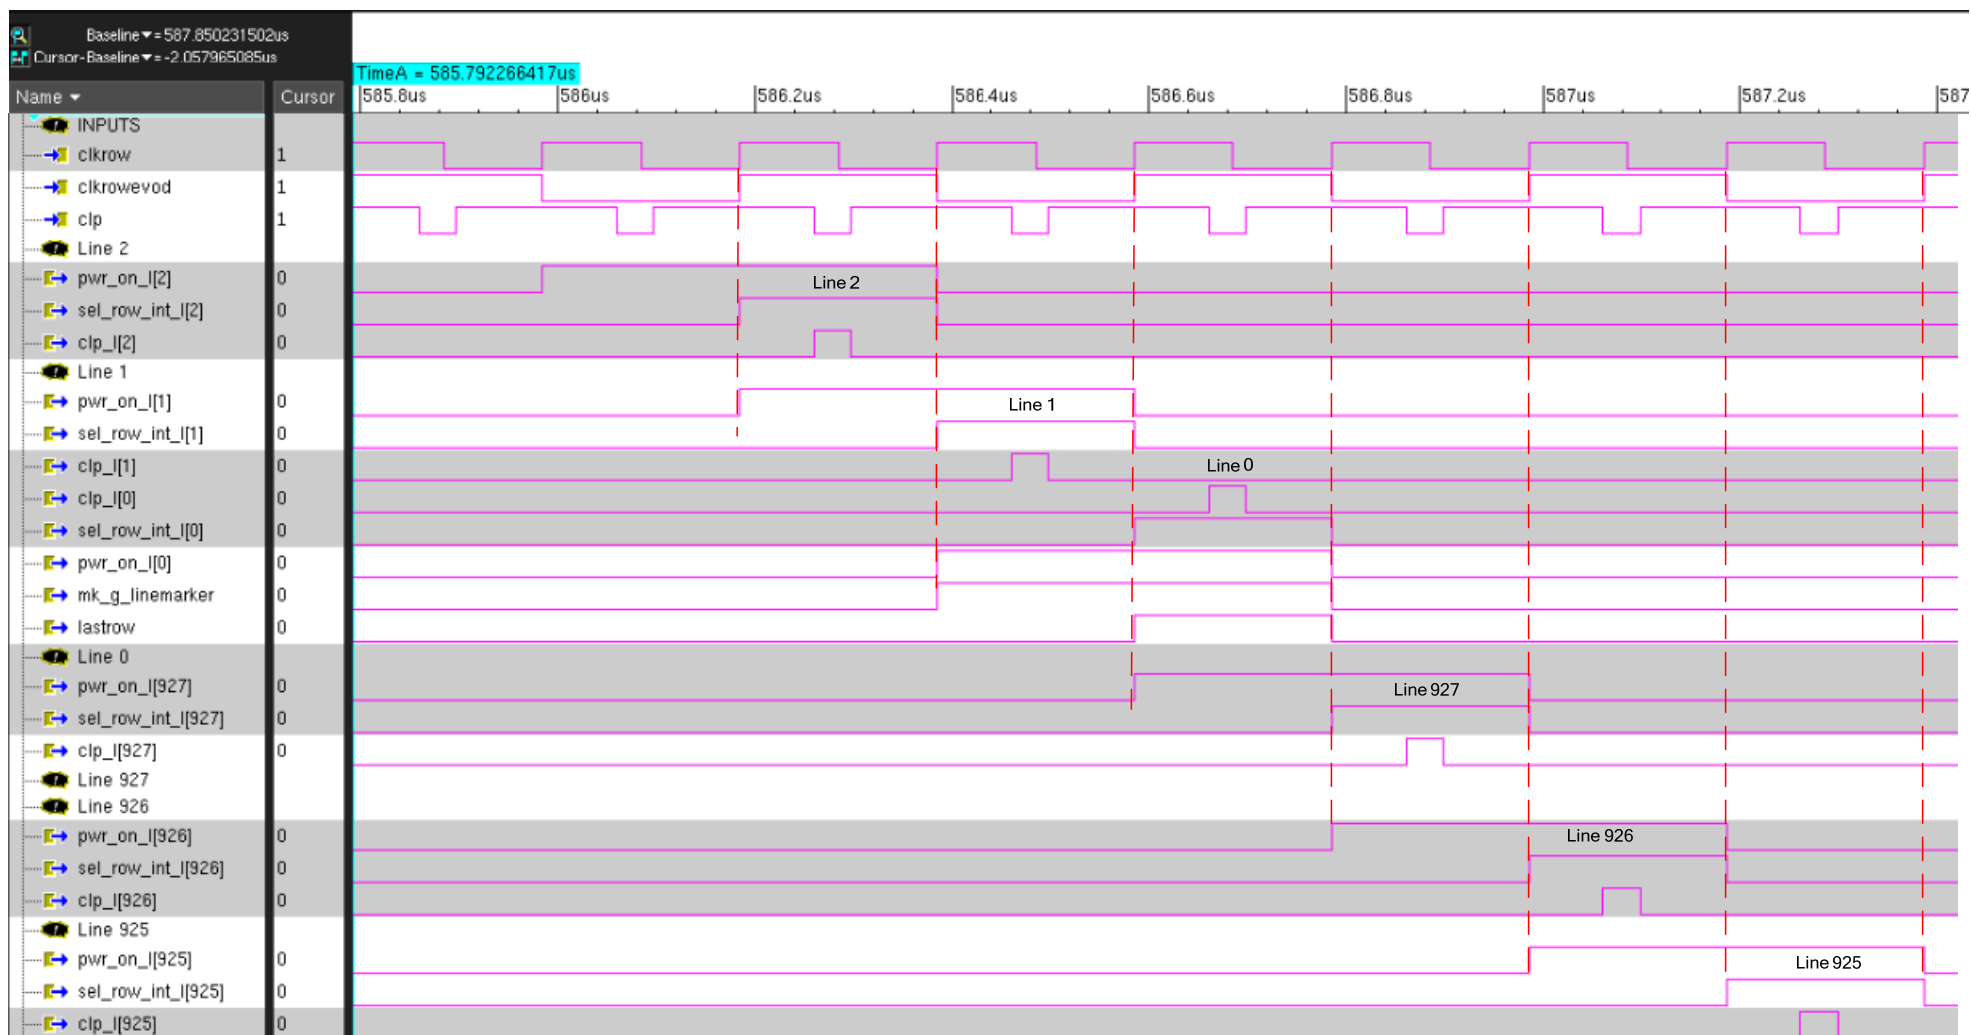 Baseline▼=587.850231502us
Cursor-Baseline▼=-2.057965085us
TimeA = 585.792266417us
Name▼ Cursor 585.8us 586us 586.2us 586.4us 586.6us 586.8us 587us 587.2us 587
INPUTS
clkrow 1
clkrowevod 1
clp 1
Line 2
pwr_on_l[2] 0 Line 2
sel_row_int_l[2] 0
clp_l[2] 0
Line 1
pwr_on_l[1] 0 Line 1
sel_row_int_l[1] 0
clp_l[1] 0 Line 0
clp_l[0] 0
sel_row_int_l[0] 0
pwr_on_l[0] 0
mk_g_linemarker 0
lastrow 0
Line 0
pwr_on_l[927] 0 Line 927
sel_row_int_l[927] 0
clp_l[927] 0
Line 927
Line 926
pwr_on_l[926] 0 Line 926
sel_row_int_l[926] 0
clp_l[926] 0
Line 925
pwr_on_l[925] 0 Line 925
sel_row_int_l[925] 0
clp_l[925] 0